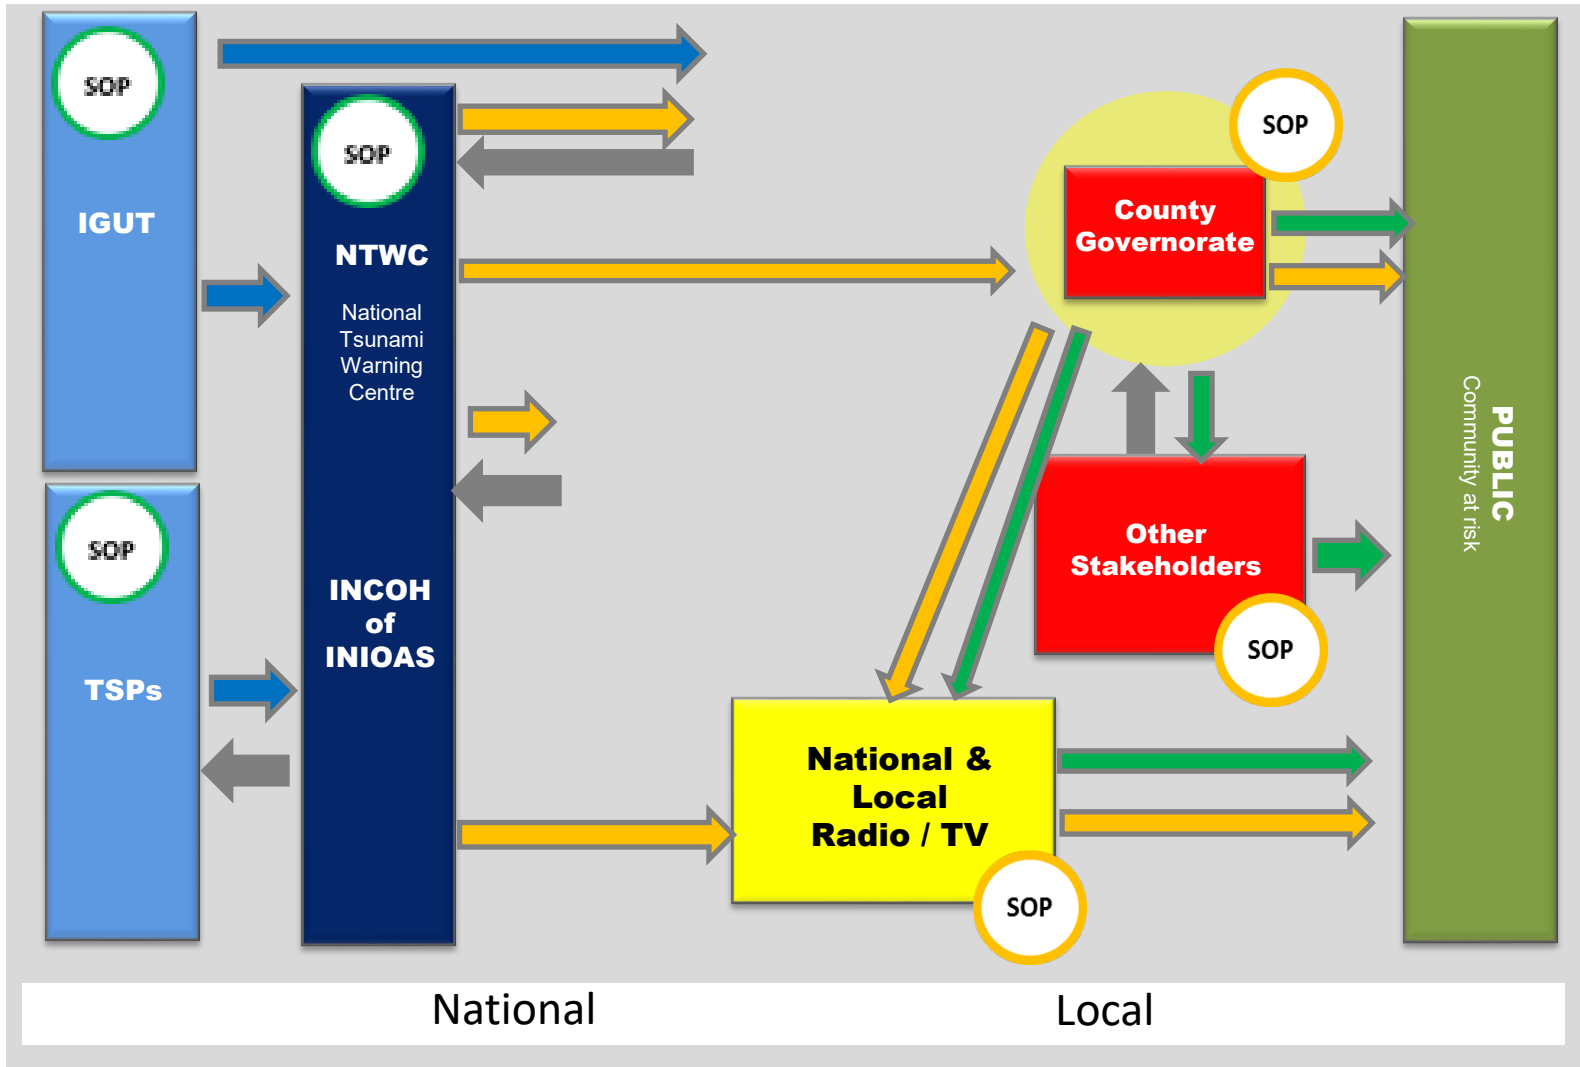 SOP
IGUT
SOP
TSPs
SOP
NTWC
National
Tsunami
Warning
Centre
INCOH
of
INIOAS
SOP
County
Governorate
Other
Stakeholders
SOP
National &
Local
Radio / TV
SOP
PUBLIC
Community at risk
National
Local